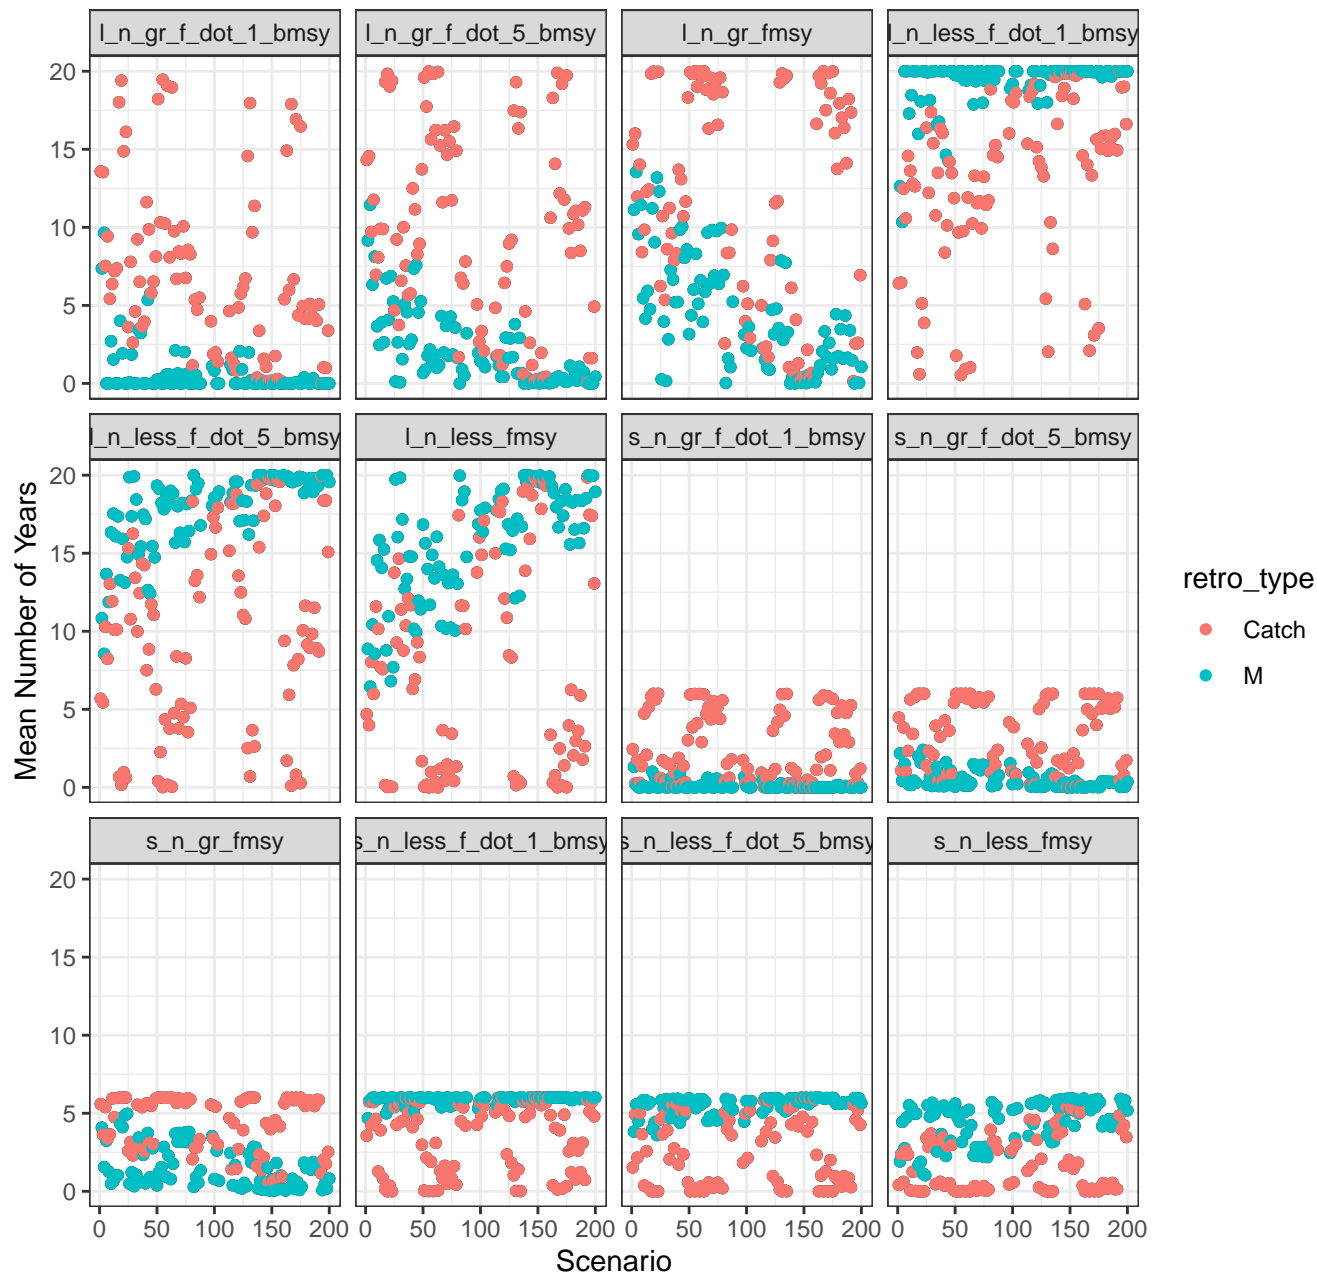 l_n_gr_f_dot_1_bmsy
l_n_gr_f_dot_5_bmsy
l_n_gr_fmsy
l_n_less_f_dot_1_bmsy
20
15
10
5
0
l_n_less_f_dot_5_bmsy
l_n_less_fmsy
s_n_gr_f_dot_1_bmsy
s_n_gr_f_dot_5_bmsy
20
15
10
5
0
Mean Number of Years
s_n_gr_fmsy
s_n_less_f_dot_1_bmsy
s_n_less_f_dot_5_bmsy
s_n_less_fmsy
20
15
10
5
0
0 50 100 150 200
0 50 100 150 200
0 50 100 150 200
0 50 100 150 200
Scenario
retro_type
Catch
M